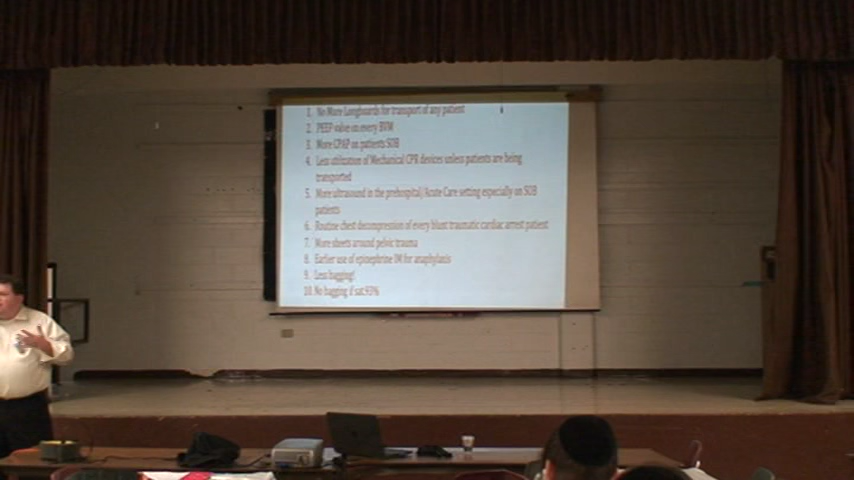 1. No More Longboards for transport of any patient
2. PEEP valve on every BVM
3. More CPAP on patients SOB
4. Less utilization of Mechanical CPR devices unless patients are being
transported
5. More ultrasound in the prehospital/Acute Care setting especially on SOB
patients
6. Routine chest decompression of every blunt traumatic cardiac arrest patient
7. More sheets around pelvic trauma
8. Earlier use of epinephrine IM for anaphylaxis
9. Less bagging!
10. No bagging if sat 93%